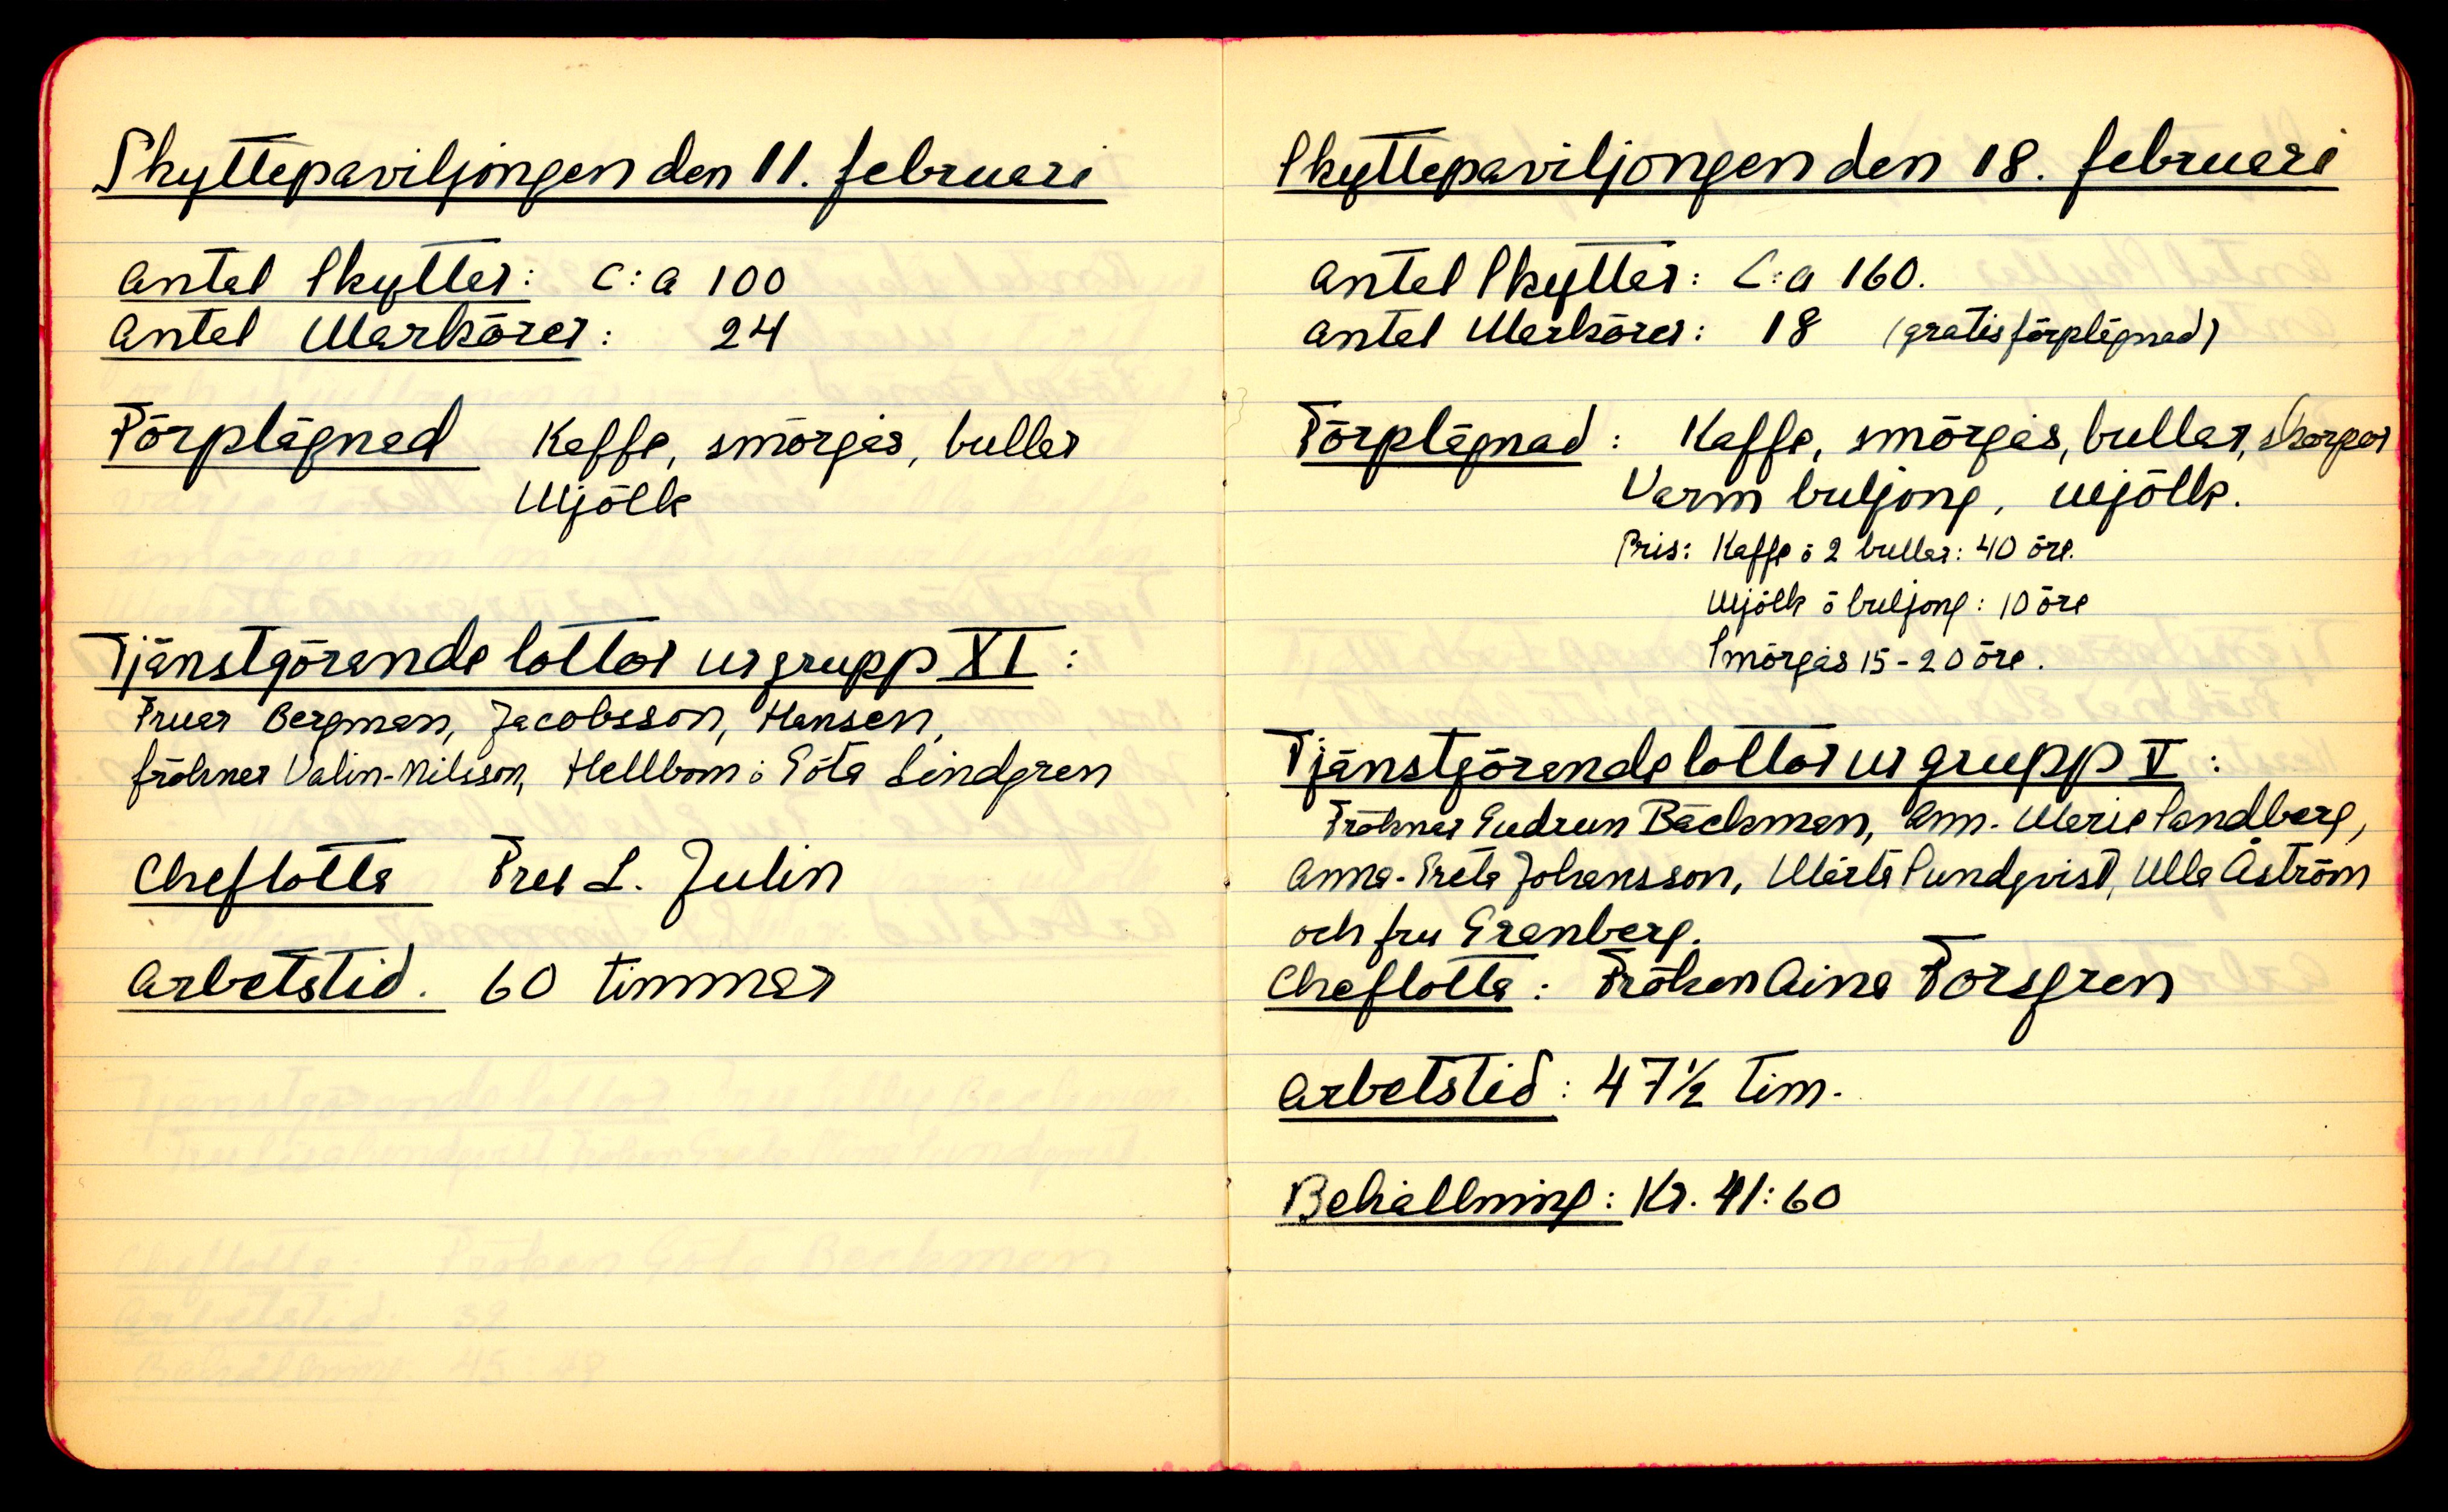 Skyttepaviljongen den 11. februari
Antal Skyttar: C:a 100
Antal Markörer: 24
Förplägnad Kaffe, smörgås, bullar
Mjölk
Tjänstgörande lottor ur grupp XI:
Fruar Bergman, Jacobsson, Hansen,
fröknar Valin-Nilsson, Hellbom o Göta Lindgren
Cheflotta Fru L. Julin
Arbetstid. 60 timmar
Skyttepaviljongen den 18. februari
Antal Skyttar: C:a 160.
Antal Markörer: 18 (gratis förplägnad)
Förplägnad: Kaffe, smörgås, bullar, skorpor
Varm buljong, mjölk.
Pris: Kaffe o 2 bullar: 40 öre.
Mjölk o buljong: 10 öre
Smörgås 15-20 öre.
Tjänstgörande lottor ur grupp V:
Fröknar Gudrun Bäckman, Ann-Marie Sandberg,
Anna-Greta Johansson, Märta Sundqvist, Ulla Åström
och fru Granberg.
Cheflotta: Fröken Aina Forsgren
Arbetstid: 47½ tim.
Behållning: Kr. 41:60